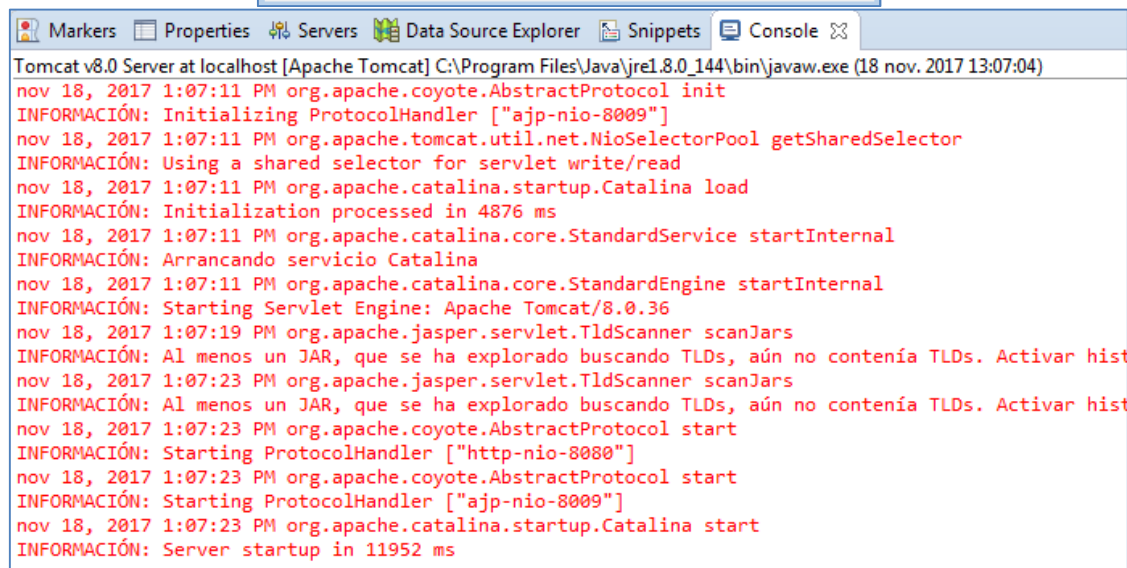 Markers Properties Servers Data Source Explorer Snippets Console
Tomcat v8.0 Server at localhost [Apache Tomcat] C:\Program Files\Java\jre1.8.0_144\bin\javaw.exe (18 nov. 2017 13:07:04)
nov 18, 2017 1:07:11 PM org.apache.coyote.AbstractProtocol init
INFORMACIÓN: Initializing ProtocolHandler ["ajp-nio-8009"]
nov 18, 2017 1:07:11 PM org.apache.tomcat.util.net.NioSelectorPool getSharedSelector
INFORMACIÓN: Using a shared selector for servlet write/read
nov 18, 2017 1:07:11 PM org.apache.catalina.startup.Catalina load
INFORMACIÓN: Initialization processed in 4876 ms
nov 18, 2017 1:07:11 PM org.apache.catalina.core.StandardService startInternal
INFORMACIÓN: Arrancando servicio Catalina
nov 18, 2017 1:07:11 PM org.apache.catalina.core.StandardEngine startInternal
INFORMACIÓN: Starting Servlet Engine: Apache Tomcat/8.0.36
nov 18, 2017 1:07:19 PM org.apache.jasper.servlet.TldScanner scanJars
INFORMACIÓN: Al menos un JAR, que se ha explorado buscando TLDs, aún no contenía TLDs. Activar hist
nov 18, 2017 1:07:23 PM org.apache.jasper.servlet.TldScanner scanJars
INFORMACIÓN: Al menos un JAR, que se ha explorado buscando TLDs, aún no contenía TLDs. Activar hist
nov 18, 2017 1:07:23 PM org.apache.coyote.AbstractProtocol start
INFORMACIÓN: Starting ProtocolHandler ["http-nio-8080"]
nov 18, 2017 1:07:23 PM org.apache.coyote.AbstractProtocol start
INFORMACIÓN: Starting ProtocolHandler ["ajp-nio-8009"]
nov 18, 2017 1:07:23 PM org.apache.catalina.startup.Catalina start
INFORMACIÓN: Server startup in 11952 ms